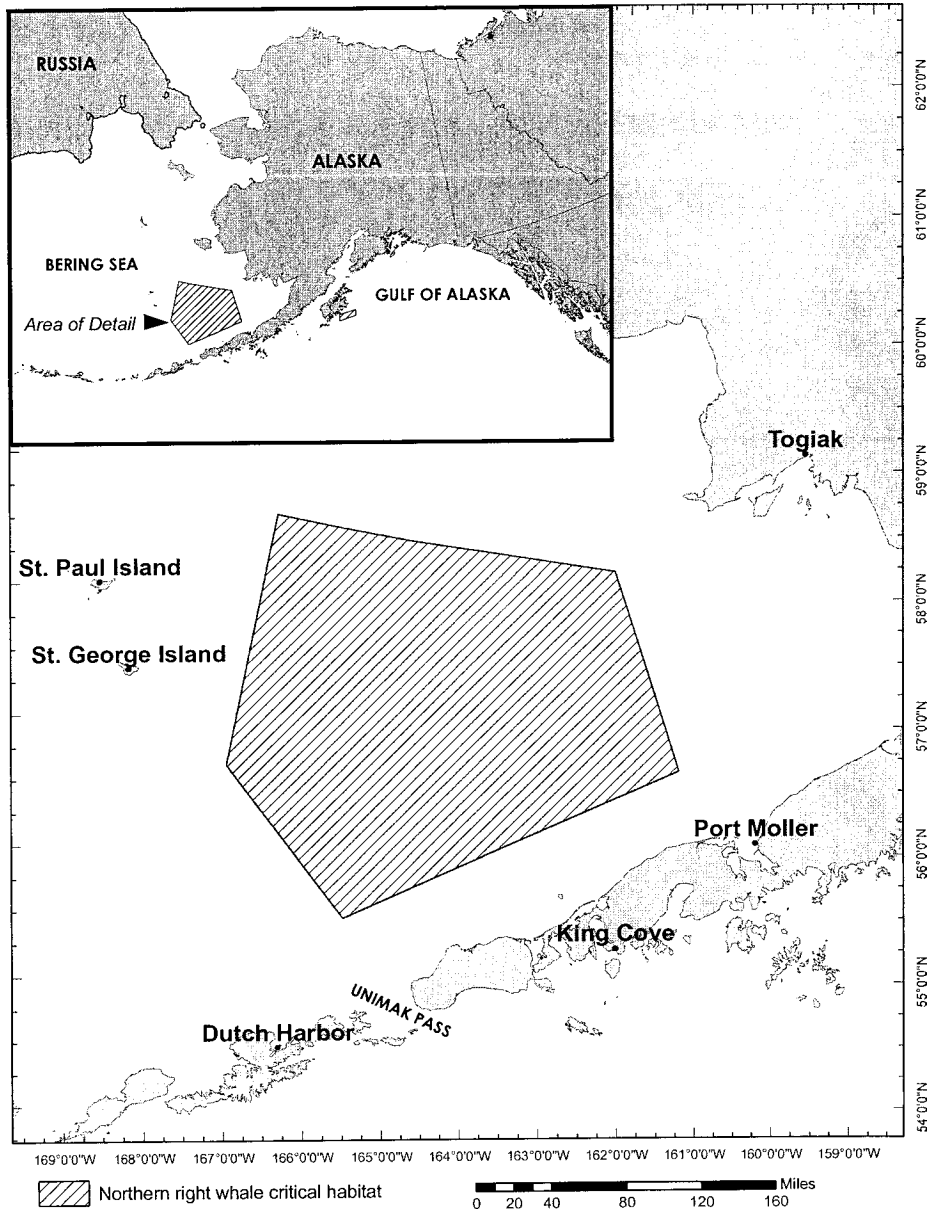 RUSSIA
ALASKA
BERING SEA
GULF OF ALASKA
Area of Detail
Togiak
St. Paul Island
St. George Island
Port Moller
King Cove
UNIMAK PASS
Dutch Harbor
62°0'0"N
61°0'0"N
60°0'0"N
59°0'0"N
58°0'0"N
57°0'0"N
56°0'0"N
55°0'0"N
54°0'0"N
169°0'0"W 168°0'0"W 167°0'0"W 166°0'0"W 165°0'0"W 164°0'0"W 163°0'0"W 162°0'0"W 161°0'0"W 160°0'0"W 159°0'0"W
Northern right whale critical habitat
Miles
0 20 40 80 120 160